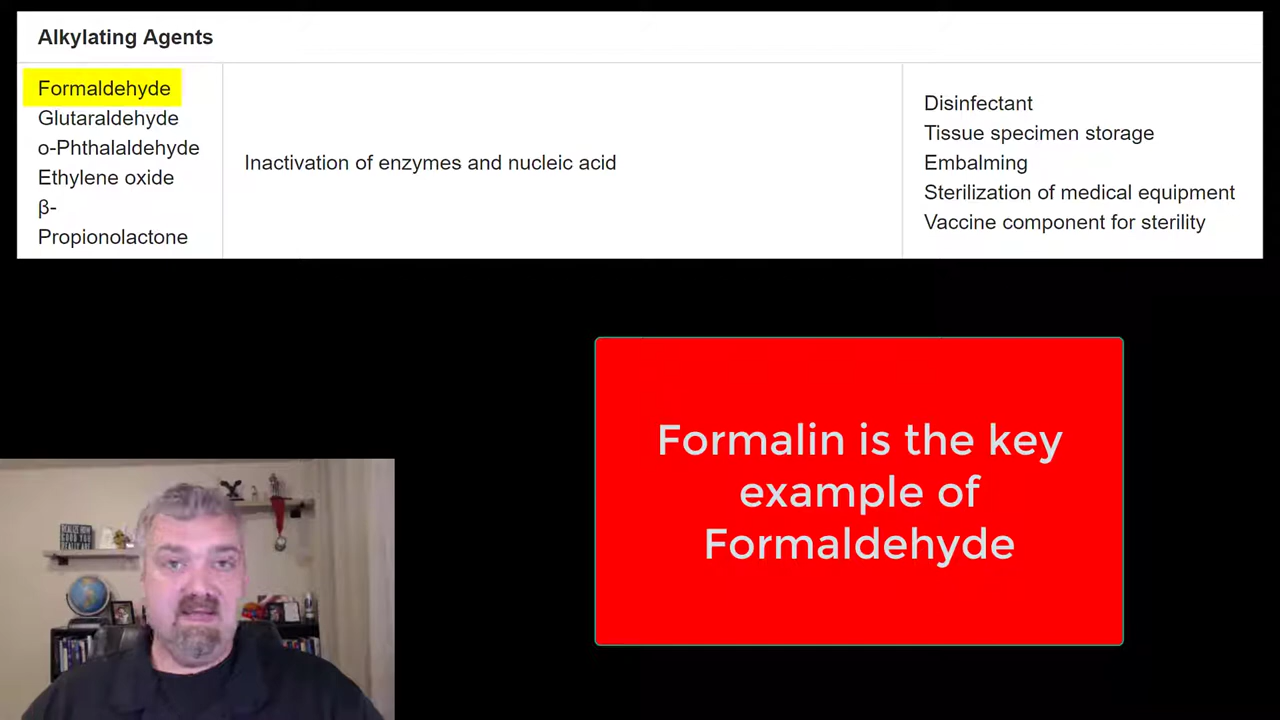 Alkylating Agents
Formaldehyde
Glutaraldehyde
o-Phthalaldehyde
Ethylene oxide
β-
Propionolactone
Inactivation of enzymes and nucleic acid
Disinfectant
Tissue specimen storage
Embalming
Sterilization of medical equipment
Vaccine component for sterility
Formalin is the key
example of
Formaldehyde